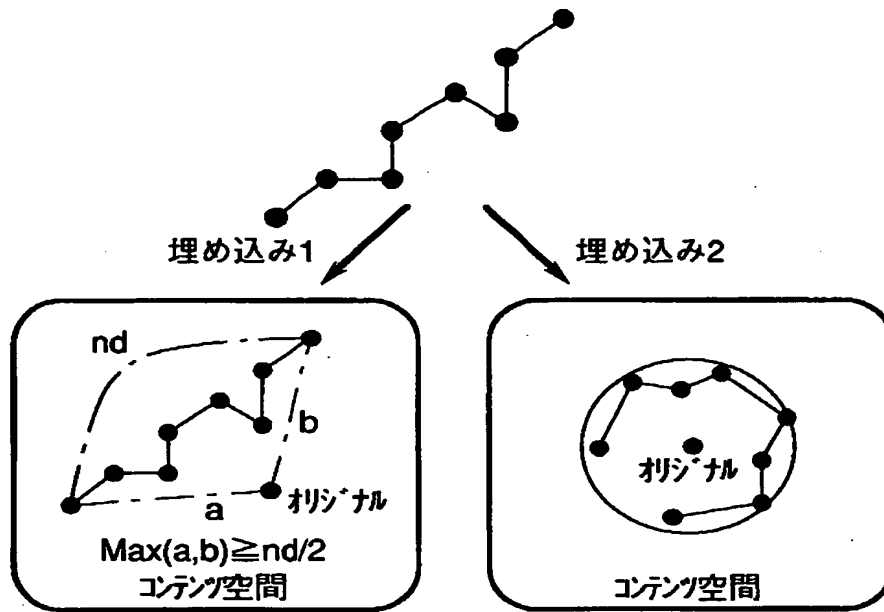 埋め込み1
埋め込み2
nd
b
オリジナル
a
Max(a,b)≧nd/2
コンテンツ空間
オリジナル
コンテンツ空間